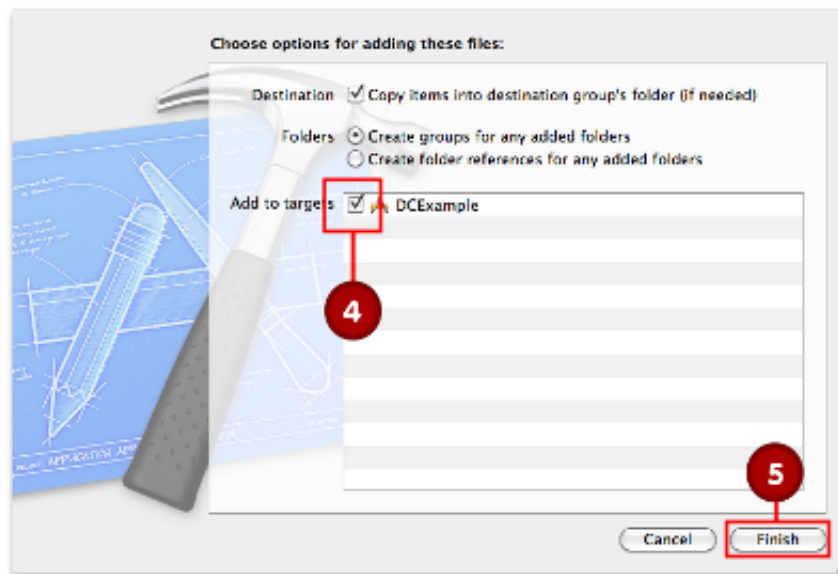 Choose options for adding these files:
Destination Copy items into destination group's folder (if needed)
Folders Create groups for any added folders
Create folder references for any added folders
Add to targets DCExample
4
APPLICATION
5
Cancel Finish